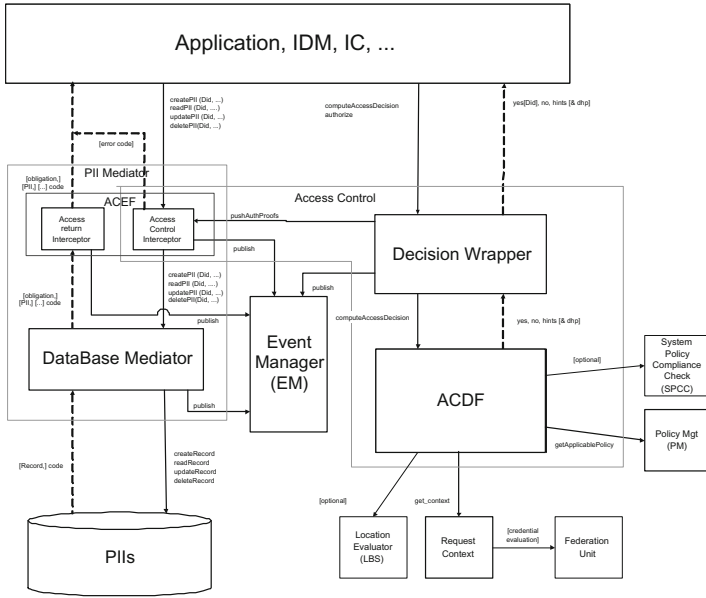 Application, IDM, IC, ...
createPII (Did, ...)
readPII (Did, ....)
updatePII (Did, ...)
deletePII(Did, ...)
computeAccessDecision
authorize
yes[Did], no, hints [& dhp]
[error code]
PII Mediator
[obligation,]
[PII,] [...] code
ACEF
Access Control
Access
return
Interceptor
Access
Control
Interceptor
pushAuthProofs
publish
Decision Wrapper
[obligation,]
[PII,] [...] code
createPII (Did, ...)
readPII (Did, ...)
updatePII (Did, ...)
deletePII(Did, ...)
publish
publish
computeAccessDecision
yes, no, hints [& dhp]
DataBase Mediator
Event
Manager
(EM)
publish
ACDF
[optional]
System
Policy
Compliance
Check
(SPCC)
getApplicablePolicy
Policy Mgt
(PM)
[Record,] code
createRecord
readRecord
updateRecord
deleteRecord
[optional]
get_context
PIIs
Location
Evaluator
(LBS)
Request
Context
[credential
evaluation]
Federation
Unit